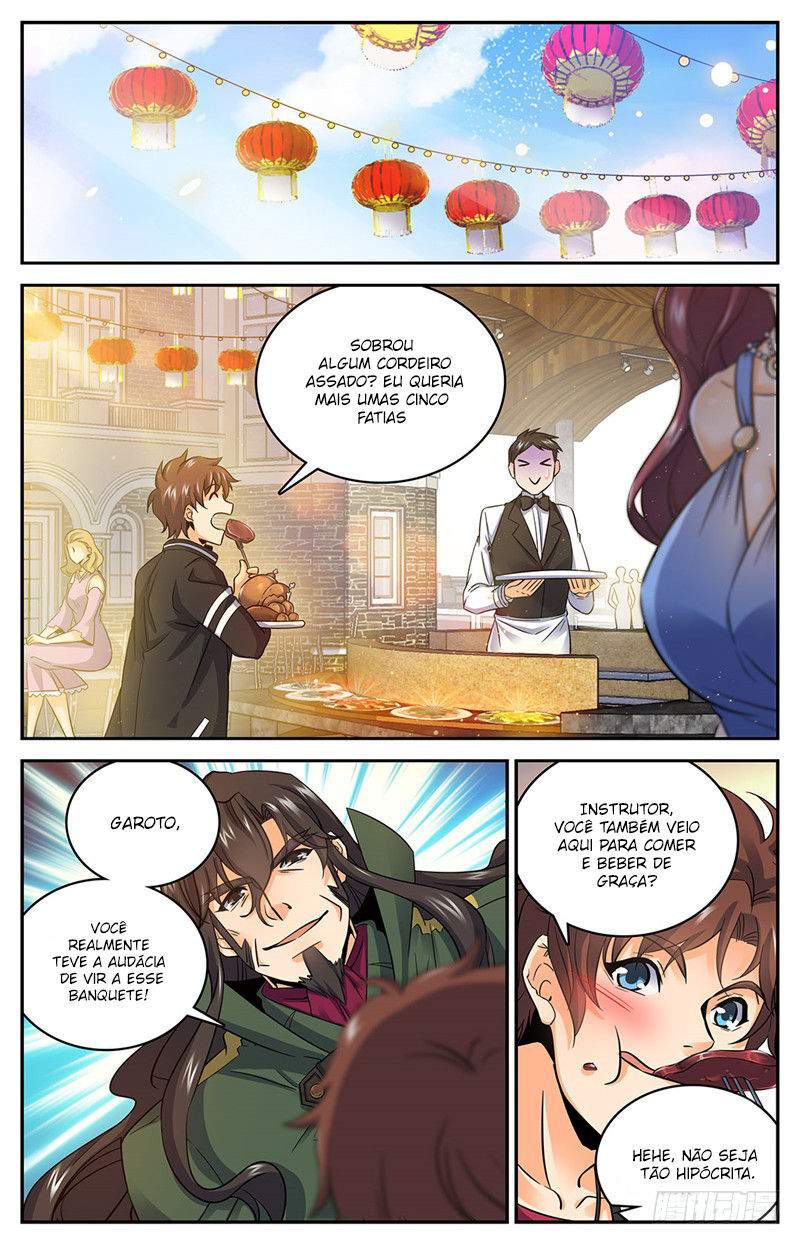 SOBROU
ALGUM CORDEIRO
ASSADO? EU QUERIA
MAIS UMAS CINCO
FATIAS
GAROTO,
VOCÊ
REALMENTE
TEVE A AUDÁCIA
DE VIR A ESSE
BANQUETE!
INSTRUTOR,
VOCÊ TAMBÉM VEIO
AQUI PARA COMER
E BEBER DE
GRAÇA?
HEHE, NÃO SEJA
TÃO HIPÓCRITA.